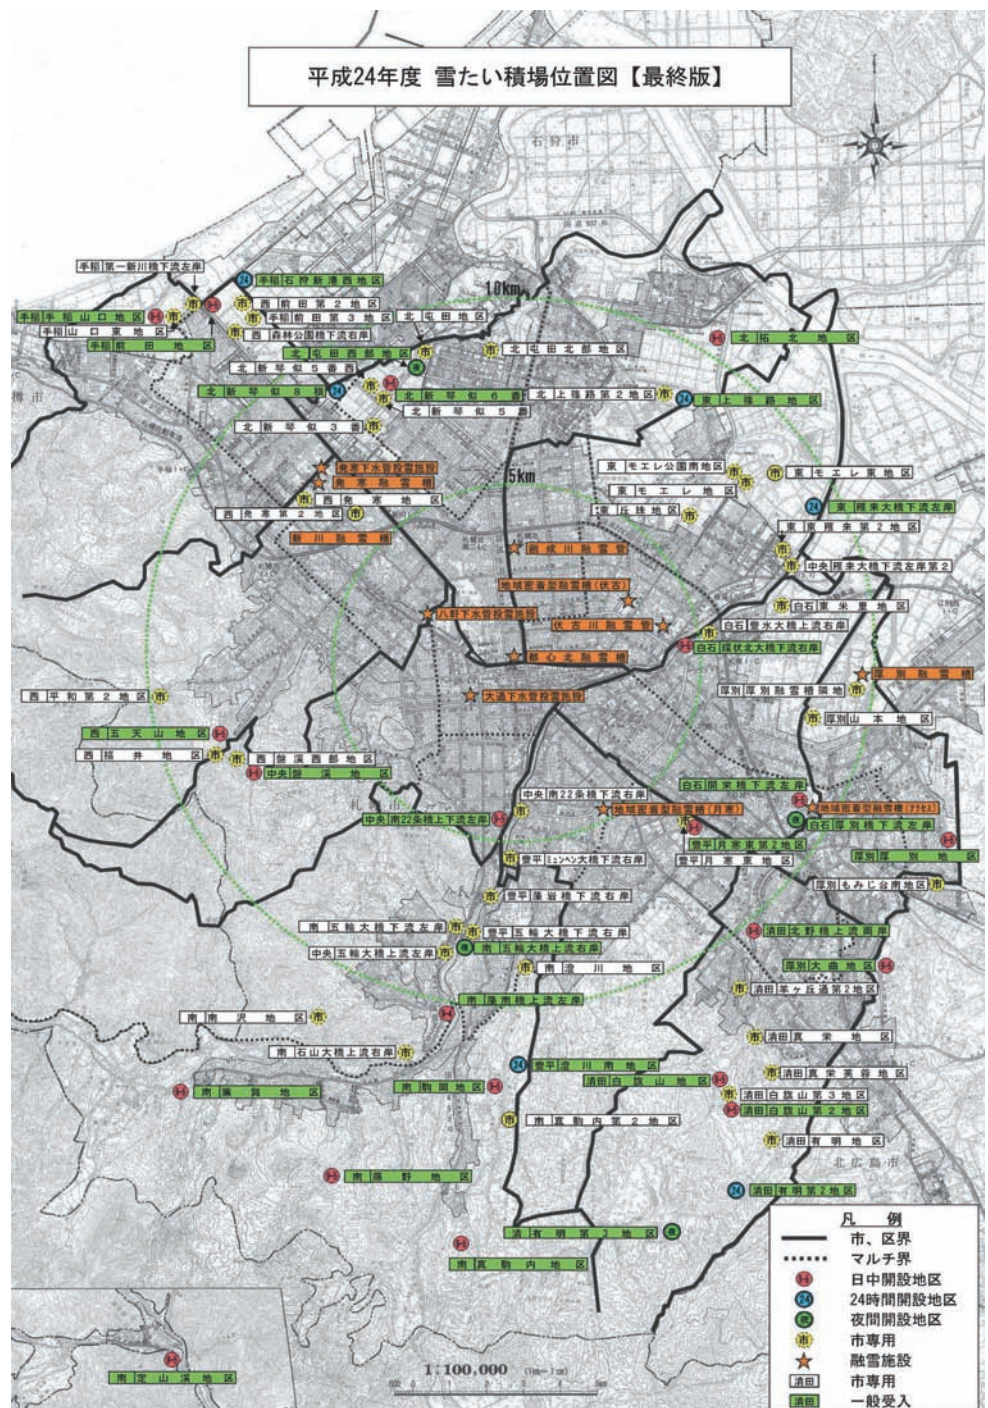 平成24年度 雪たい積場位置図【最終版】
石狩市
手稲 第一新川橋下流左岸
手稲 石狩新港西地区
西 前田第2地区
手稲 前田第3地区
手稲 手稲山口地区
手稲 山口東地区
手稲 前田地区
西 森林公園橋下流右岸
10km
北 屯田地区
北 屯田西部地区
北 屯田北部地区
北 拓北地区
北 新琴似5番西
北 新琴似8横
北 新琴似6番
北 新琴似5番
北 上篠路第2地区
東 上篠路地区
北 新琴似3番
発寒下水管投雪施設
発寒融雪槽
西 発寒地区
西 発寒第2地区
新川融雪槽
5km
東 モエレ公園南地区
東 モエレ東地区
東 モエレ地区
東 丘珠地区
東 雁来大橋下流左岸
東 東雁来第2地区
中央 雁来大橋下流左岸第2
創成川融雪管
地域密着型融雪槽(伏古)
八軒下水管投雪施設
伏古川融雪管
白石 東米里地区
白石 豊水大橋上流右岸
白石 環状北大橋下流右岸
都心北融雪槽
厚別融雪槽
厚別 厚別融雪槽隣地
大通下水管投雪施設
西 平和第2地区
厚別 山本地区
西 五天山地区
西 福井地区
西 盤渓西部地区
中央 盤渓地区
白石 開栄橋下流左岸
中央 南22条橋下流右岸
中央 南22条橋上下流左岸
地域密着型融雪槽(月寒)
地域密着型融雪槽(アクセス)
白石 厚別橋下流左岸
豊平 月寒東第2地区
豊平 月寒東地区
厚別 厚別地区
豊平 ミュンヘン大橋下流右岸
厚別 もみじ台南地区
豊平 藻岩橋下流右岸
南 五輪大橋下流左岸
豊平 五輪大橋下流右岸
中央 五輪大橋上流左岸
南 五輪大橋上流右岸
清田 北野橋上流両岸
南 澄川地区
厚別 大曲地区
清田 羊ヶ丘通第2地区
南 藻南橋上流左岸
南 南沢地区
清田 真栄地区
南 石山大橋上流右岸
豊平 澄川南地区
清田 真栄芙蓉地区
南 簾舞地区
南 駒岡地区
清田 白旗山地区
清田 白旗山第3地区
清田 白旗山第2地区
南 真駒内第2地区
清田 有明地区
北広島市
南 藤野地区
清田 有明第2地区
清 有明第3地区
南 真駒内地区
南 定山渓地区
1:100,000 (1km=1cm)
凡例
市、区界
マルチ界
日中開設地区
24時間開設地区
夜間開設地区
市専用
融雪施設
清田 市専用
清田 一般受入